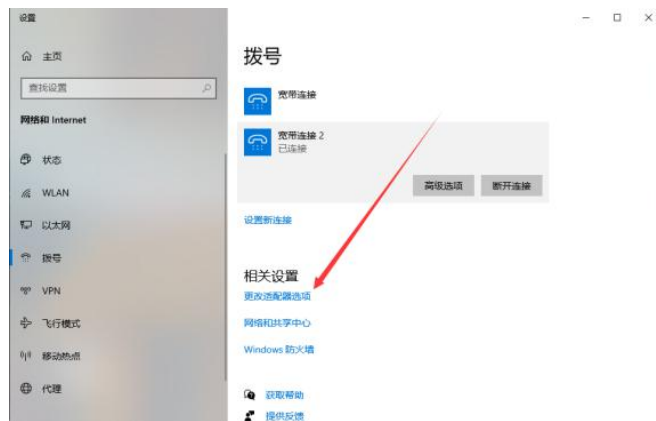 设置
主页
查找设置
网络和 Internet
状态
WLAN
以太网
拨号
VPN
飞行模式
移动热点
代理
拨号
宽带连接
宽带连接 2
已连接
高级选项
断开连接
设置新连接
相关设置
更改适配器选项
网络和共享中心
Windows 防火墙
获取帮助
提供反馈